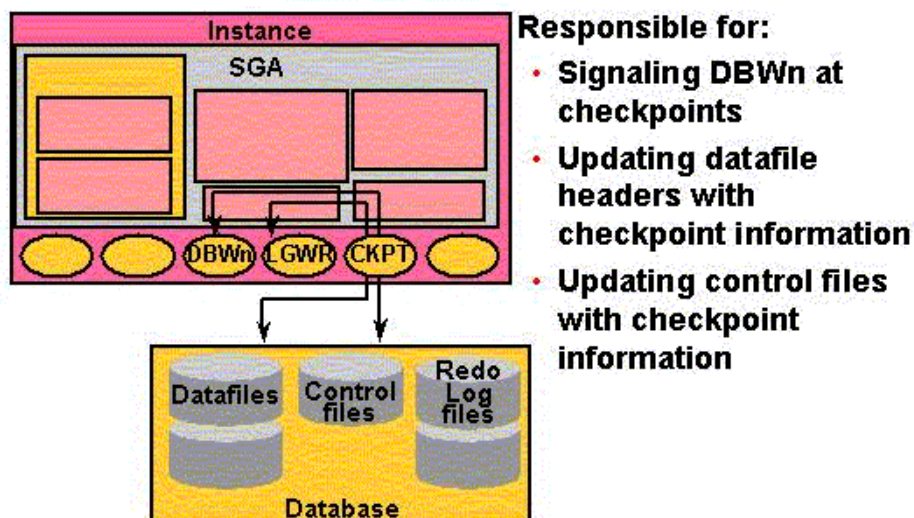 Instance
SGA
DBWn LGWR CKPT
Datafiles
Control
files
Redo
Log
files
Database
Responsible for:
• Signaling DBWn at
checkpoints
• Updating datafile
headers with
checkpoint information
• Updating control files
with checkpoint
information